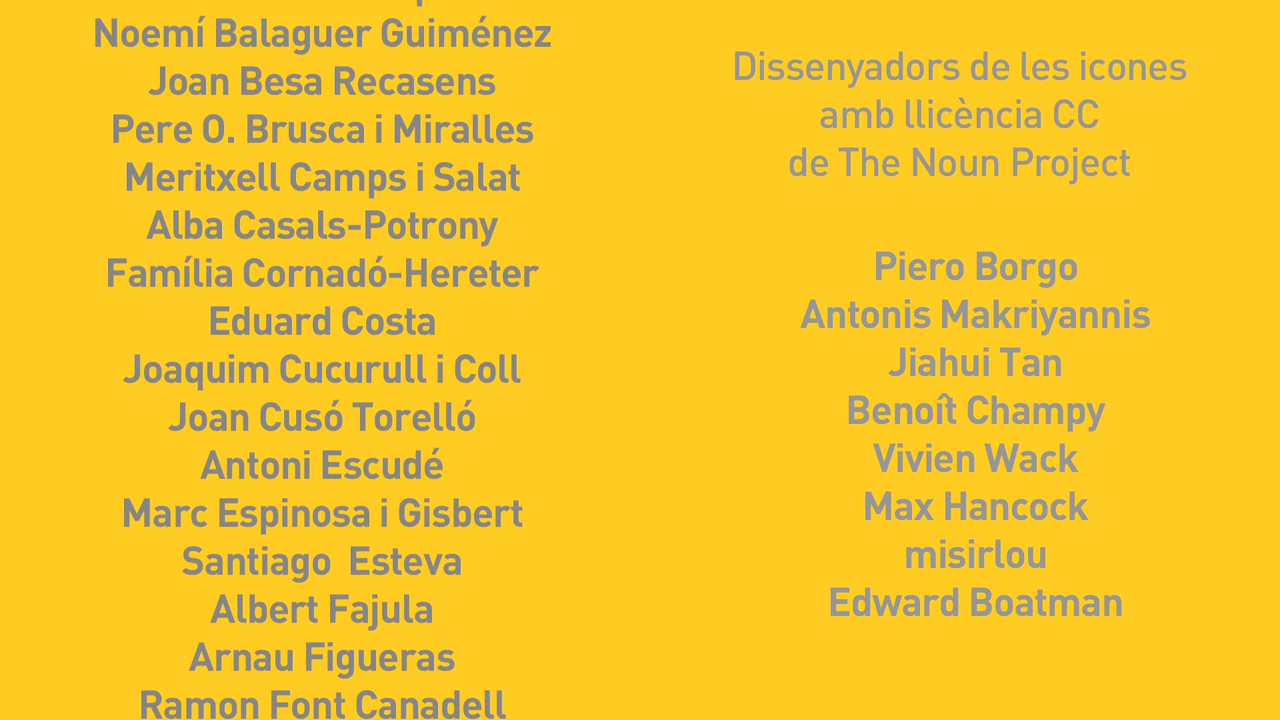 Noemí Balaguer Guiménez
Joan Besa Recasens
Pere O. Brusca i Miralles
Meritxell Camps i Salat
Alba Casals-Potrony
Família Cornadó-Hereter
Eduard Costa
Joaquim Cucurull i Coll
Joan Cusó Torelló
Antoni Escudé
Marc Espinosa i Gisbert
Santiago  Esteva
Albert Fajula
Arnau Figueras
Ramon Font Canadell
Dissenyadors de les icones
amb llicència CC
de The Noun Project
Piero Borgo
Antonis Makriyannis
Jiahui Tan
Benoît Champy
Vivien Wack
Max Hancock
misirlou
Edward Boatman